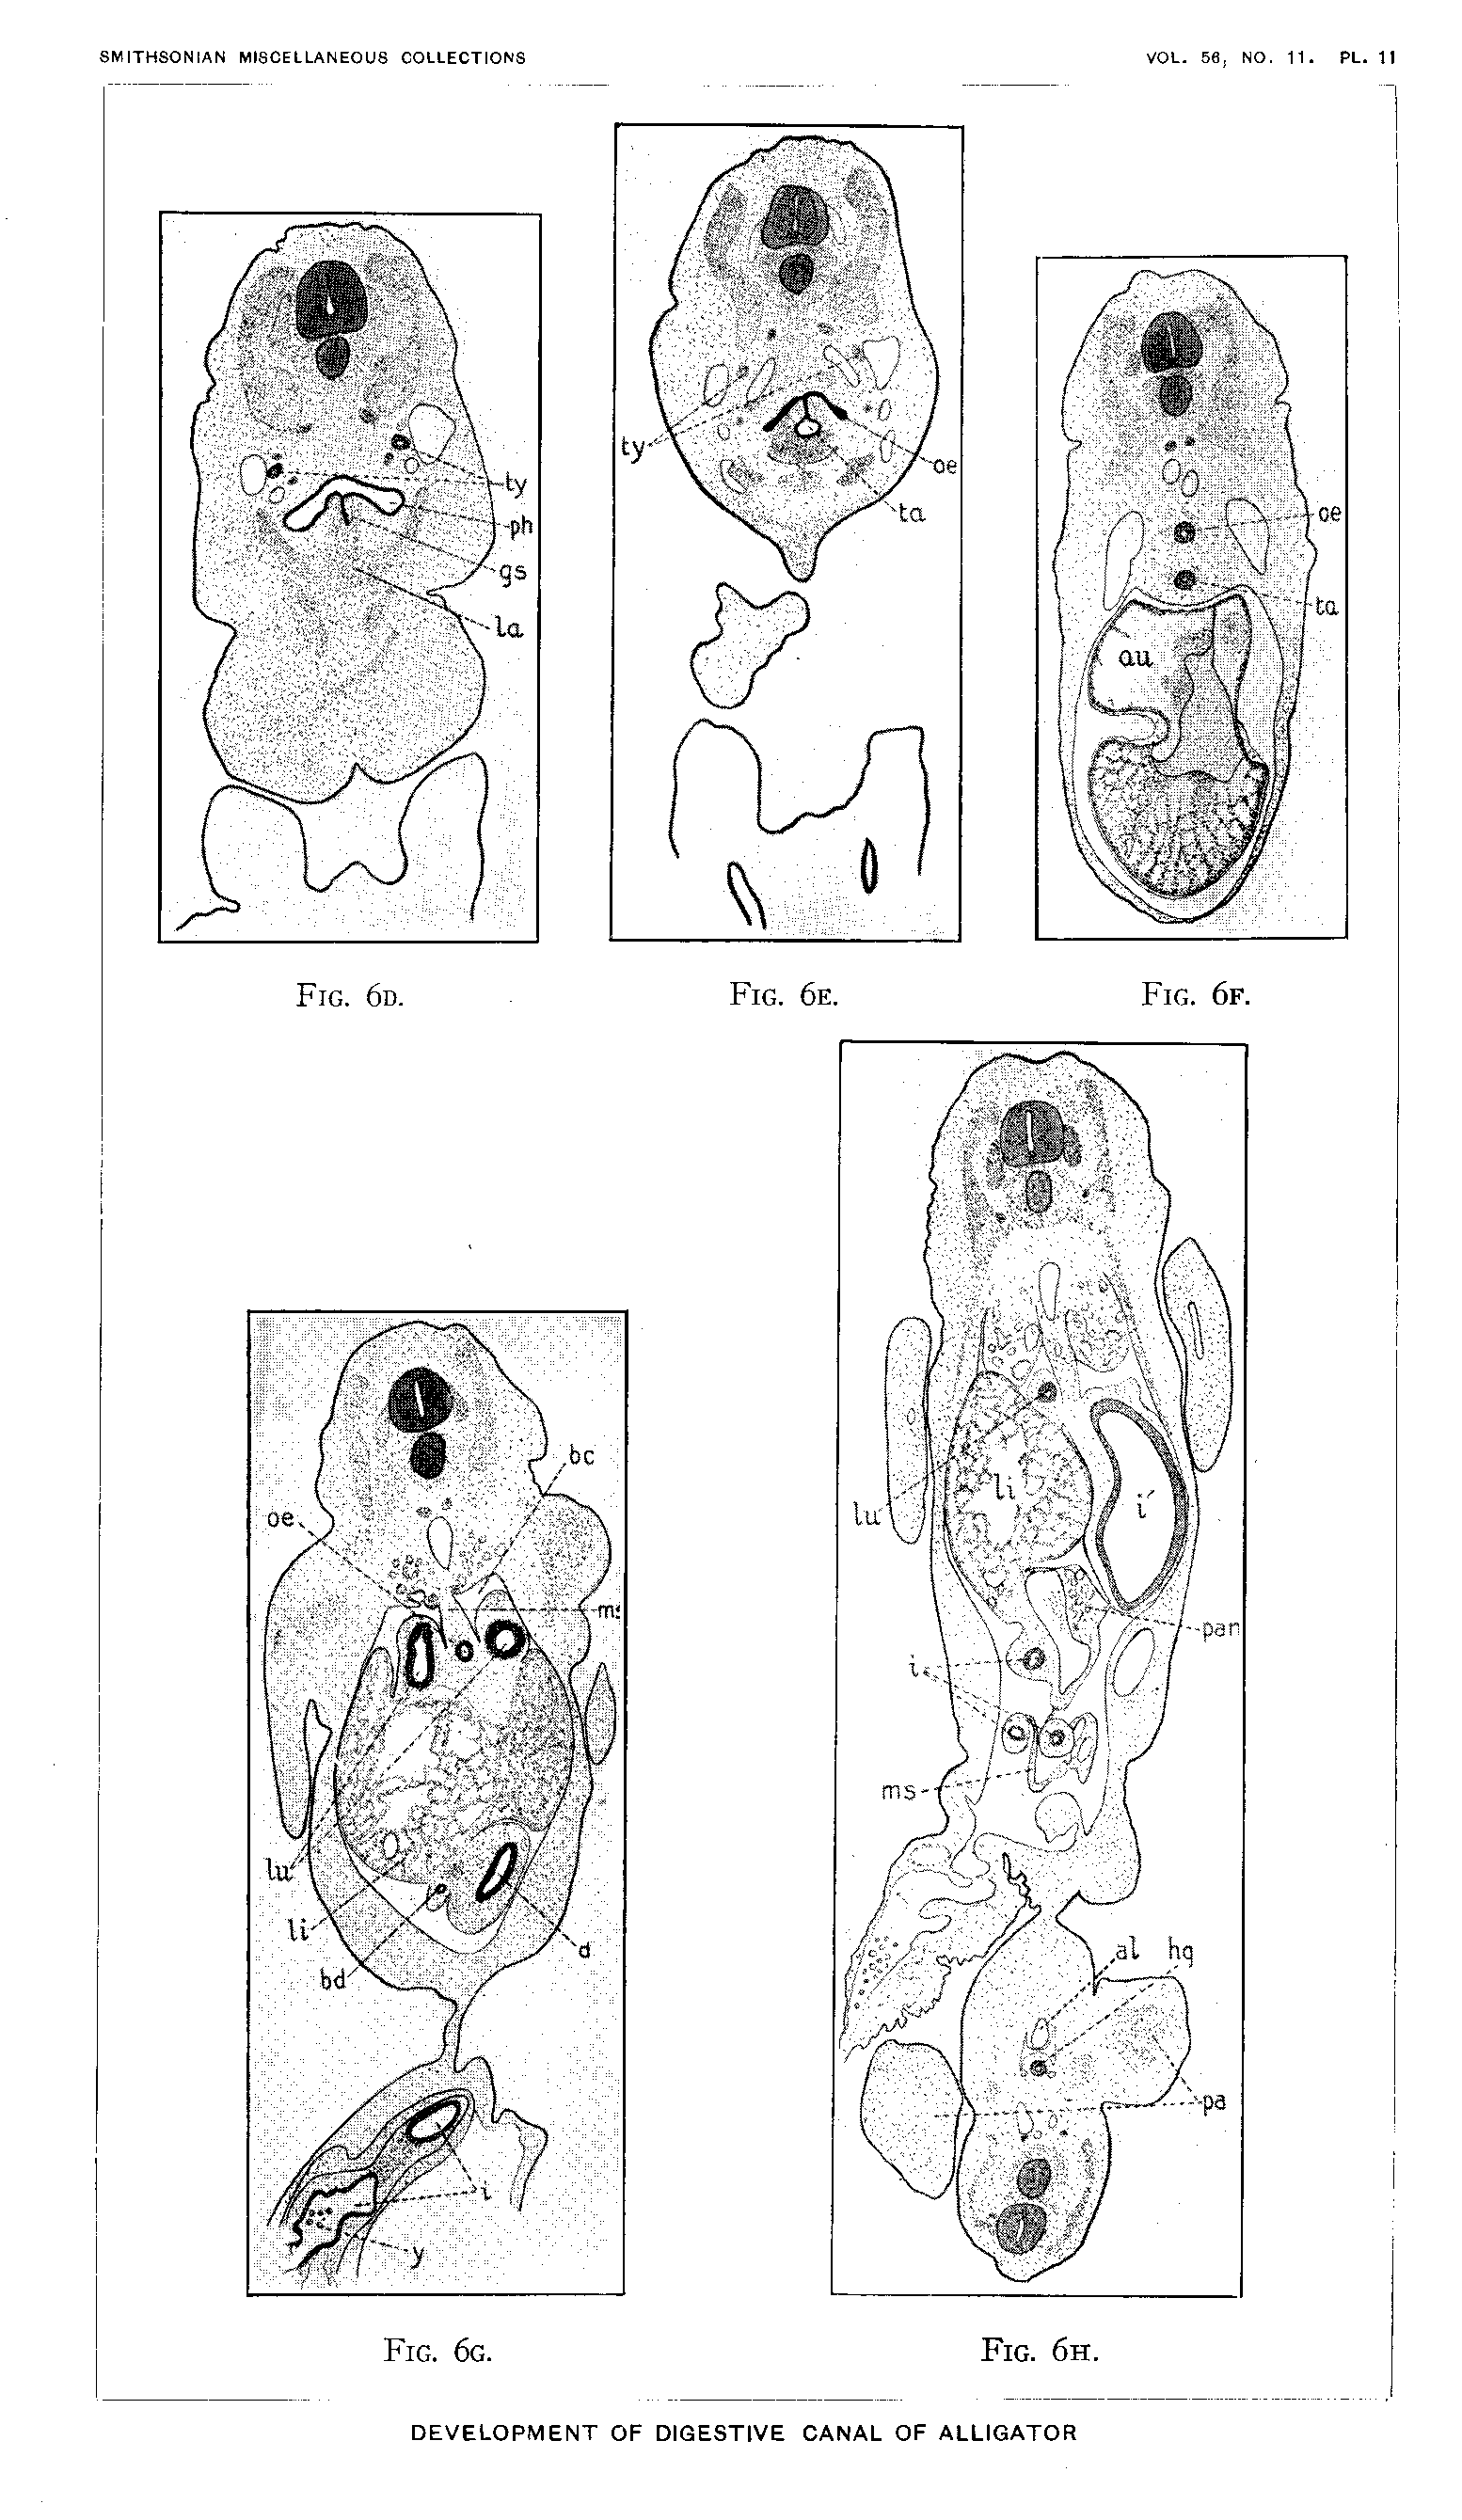 SMITHSONIAN MISCELLANEOUS COLLECTIONS
VOL. 56, NO. 11. PL. 11
ty
ph
gs
la
FIG. 6D.
ty
oe
ta
FIG. 6E.
oe
ta
au
FIG. 6F.
bc
oe
ms
lu
li
bd
d
i
y
FIG. 6G.
li
i'
lu
pan
i
ms
al hg
pa
FIG. 6H.
DEVELOPMENT OF DIGESTIVE CANAL OF ALLIGATOR